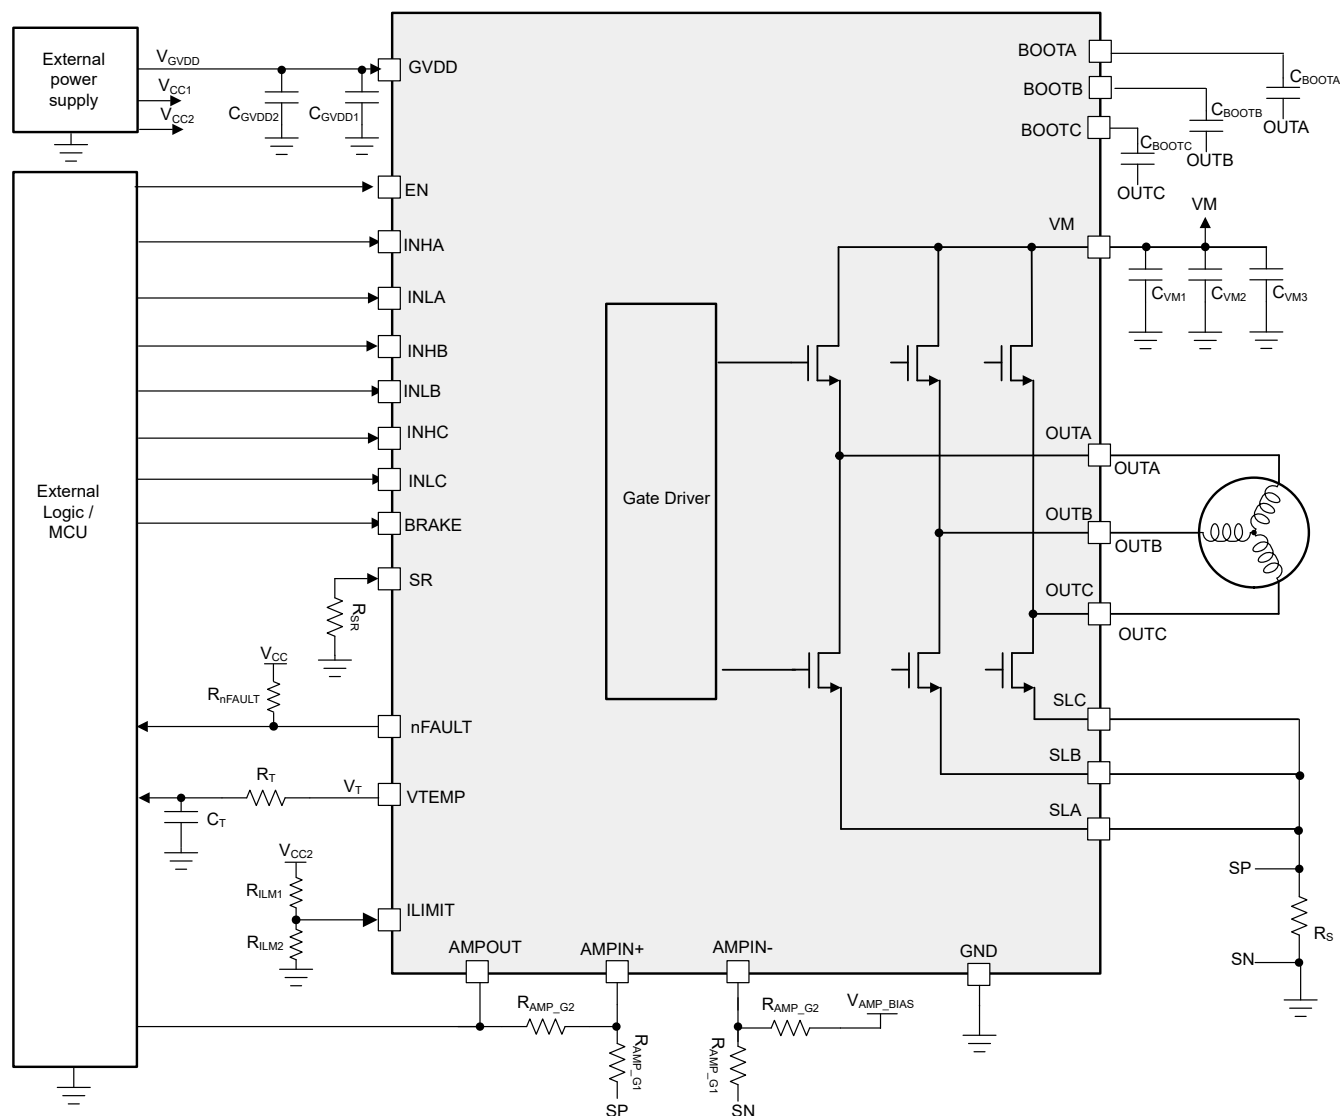 External
power
supply
VGVDD
VCC1
VCC2
CGVDD2
CGVDD1
GVDD
BOOTA
BOOTB
BOOTC
CBOOTA
OUTA
CBOOTB
OUTB
CBOOTC
OUTC
VM
VM
CVM1
CVM2
CVM3
External
Logic /
MCU
EN
INHA
INLA
INHB
INLB
INHC
INLC
BRAKE
SR
RSR
VCC
RnFAULT
nFAULT
RT
VT
VTEMP
CT
VCC2
RILM1
RILM2
ILIMIT
Gate Driver
OUTA
OUTA
OUTB
OUTB
OUTC
OUTC
SLC
SLB
SLA
SP
RS
SN
AMPOUT
AMPIN+
AMPIN-
GND
RAMP_G2
RAMP_G1
SP
RAMP_G2
VAMP_BIAS
RAMP_G1
SN